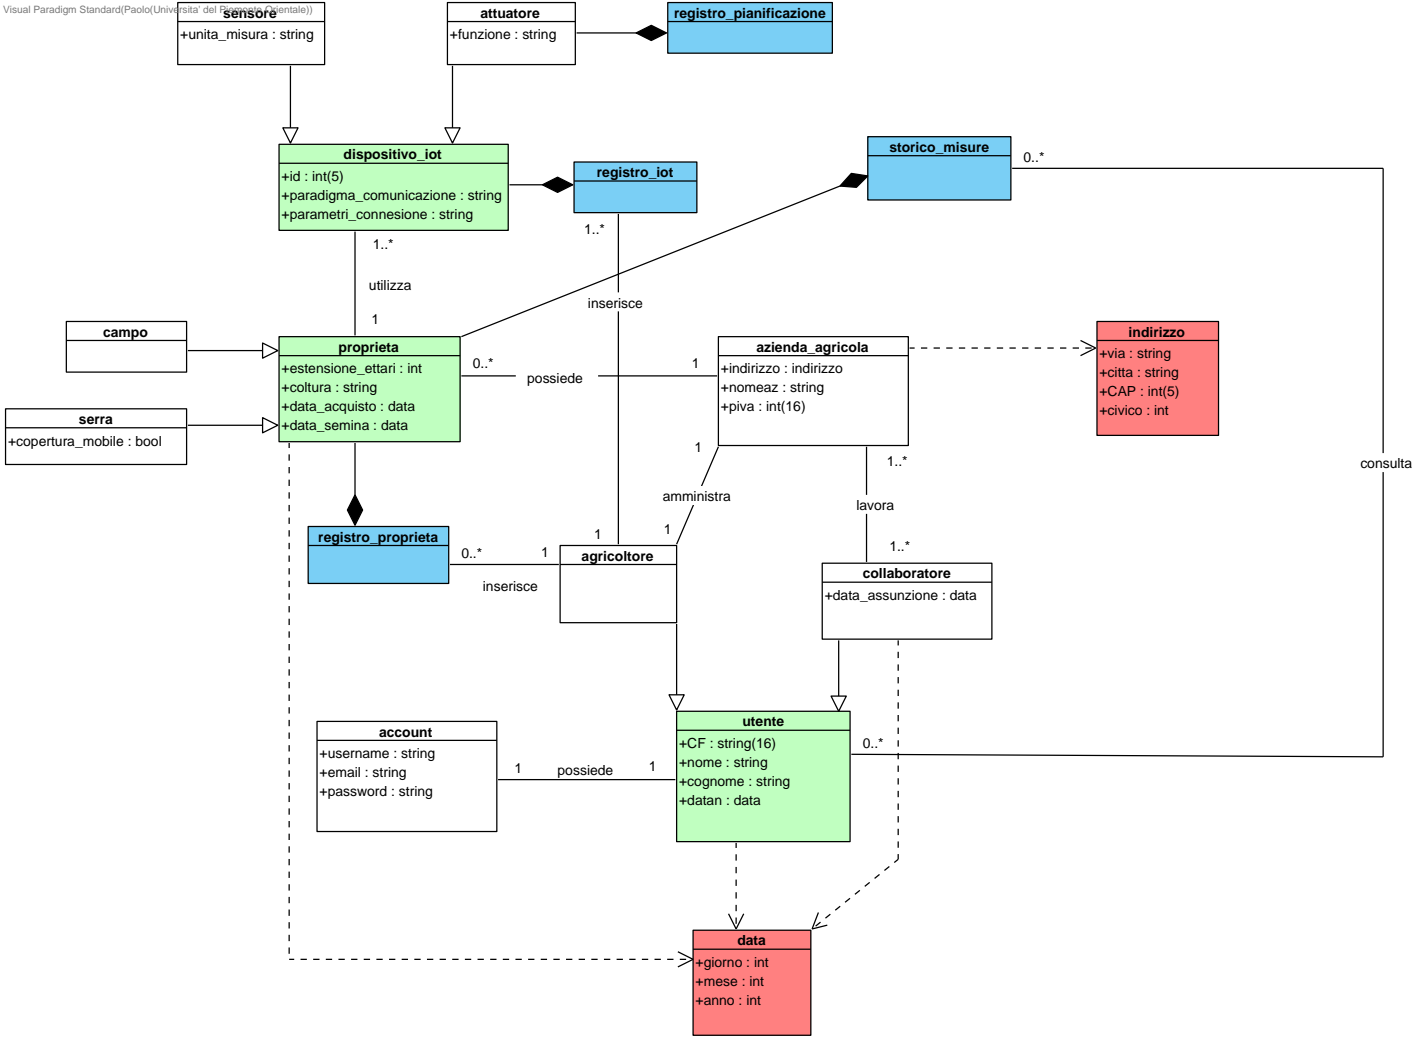 Visual Paradigm Standard(Paolo(Universita' del Piemonte Orientale))
sensore
+unita_misura : string
attuatore
+funzione : string
registro_pianificazione
dispositivo_iot
+id : int(5)
+paradigma_comunicazione : string
+parametri_connesione : string
registro_iot
storico_misure
0..*
1..*
1..*
utilizza
inserisce
1
campo
proprieta
+estensione_ettari : int
+coltura : string
+data_acquisto : data
+data_semina : data
0..*
possiede
1
azienda_agricola
+indirizzo : indirizzo
+nomeaz : string
+piva : int(16)
indirizzo
+via : string
+citta : string
+CAP : int(5)
+civico : int
serra
+copertura_mobile : bool
1
1..*
consulta
amministra
lavora
1
1
1..*
registro_proprieta
0..*
1
inserisce
agricoltore
collaboratore
+data_assunzione : data
account
+username : string
+email : string
+password : string
1
possiede
1
utente
+CF : string(16)
+nome : string
+cognome : string
+datan : data
0..*
data
+giorno : int
+mese : int
+anno : int